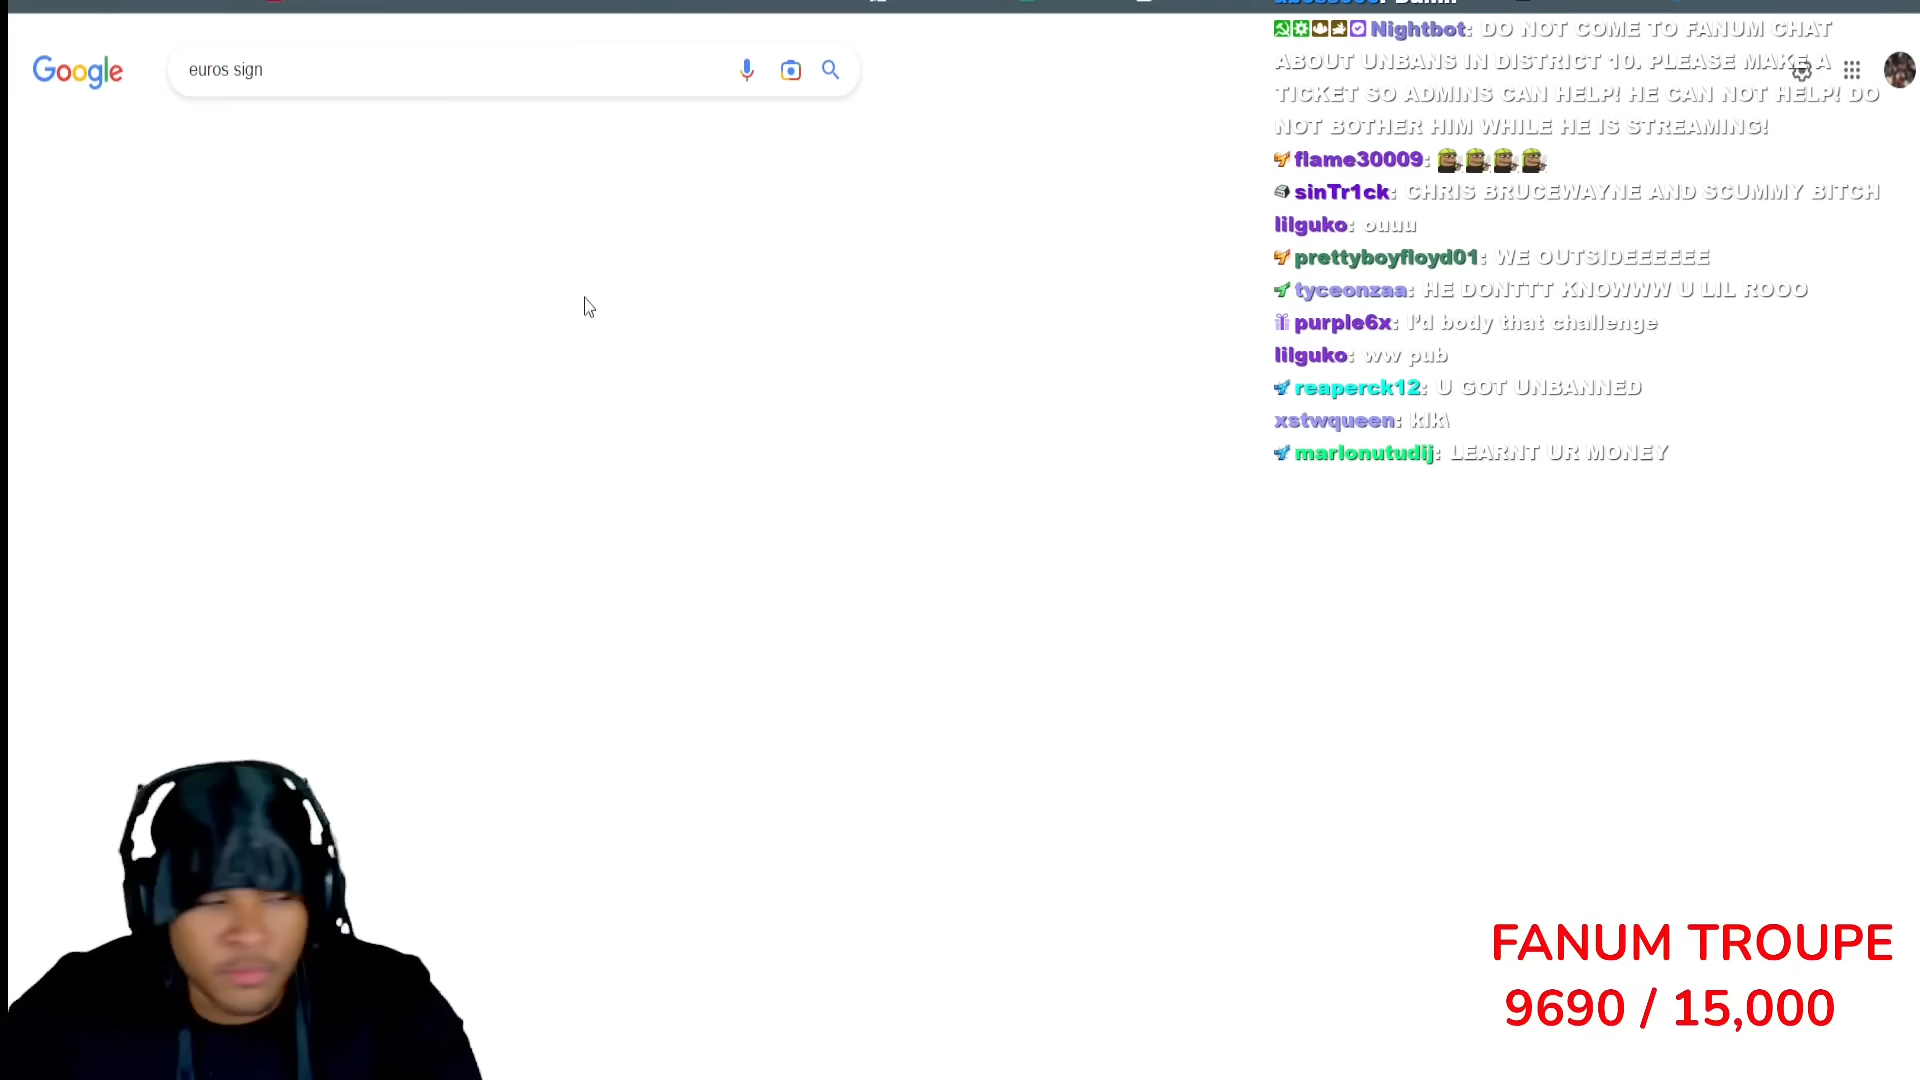 Google
euros sign
Nightbot: DO NOT COME TO FANUM CHAT
ABOUT UNBANS IN DISTRICT 10. PLEASE MAKE A
TICKET SO ADMINS CAN HELP! HE CAN NOT HELP! DO
NOT BOTHER HIM WHILE HE IS STREAMING!
flame30009:
sinTr1ck: CHRIS BRUCEWAYNE AND SCUMMY BITCH
lilguko: ouuu
prettyboyfloyd01: WE OUTSIDEEEEEE
tyceonzaa: HE DONTTT KNOWWW U LIL ROOO
purple6x: I'd body that challenge
lilguko: ww pub
reaperck12: U GOT UNBANNED
xstwqueen: klk\
marlonutudij: LEARNT UR MONEY
FANUM TROUPE
9690 / 15,000